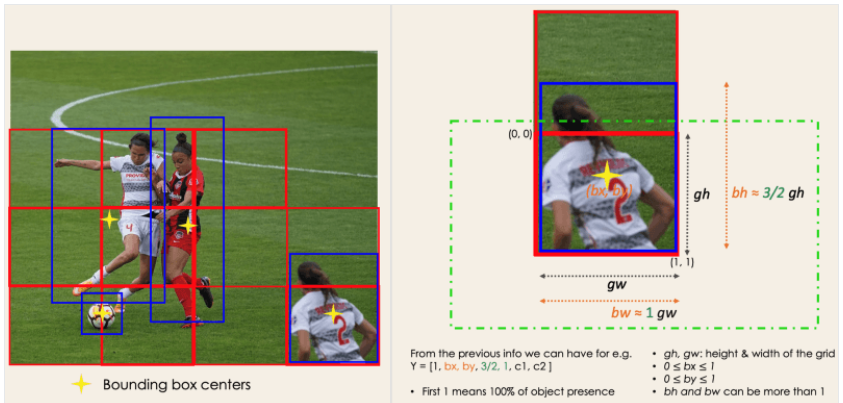 4
2
Bounding box centers
(0, 0)
2
(bx, by)
gh
bh ≈ 3/2 gh
(1, 1)
gw
bw ≈ 1 gw
From the previous info we can have for e.g.
Y = [1, bx, by, 3/2, 1, c1, c2 ]
• First 1 means 100% of object presence
• gh, gw: height & width of the grid
• 0 ≤ bx ≤ 1
• 0 ≤ by ≤ 1
• bh and bw can be more than 1